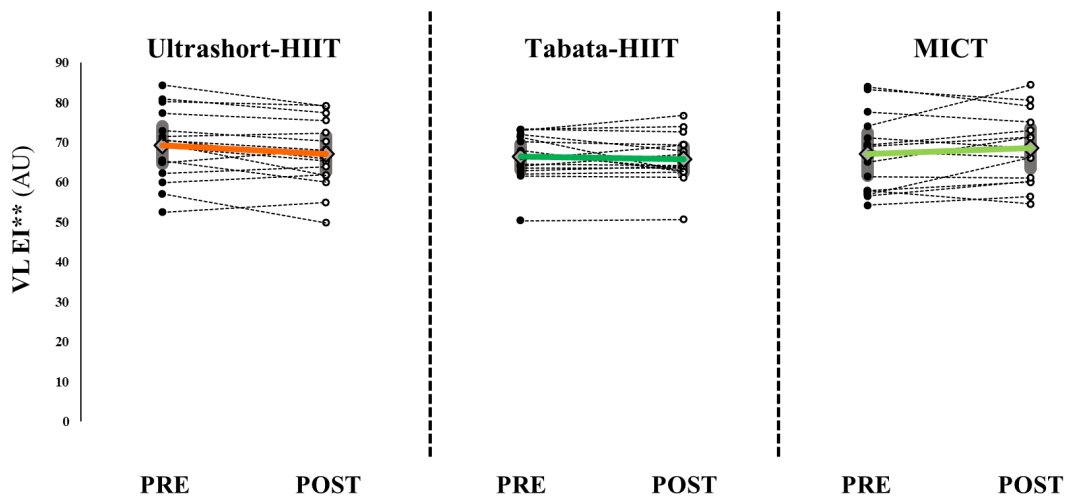 Ultrashort-HIIT
Tabata-HIIT
MICT
VL EI** (AU)
90
80
70
60
50
40
30
20
10
0
PRE
POST
PRE
POST
PRE
POST